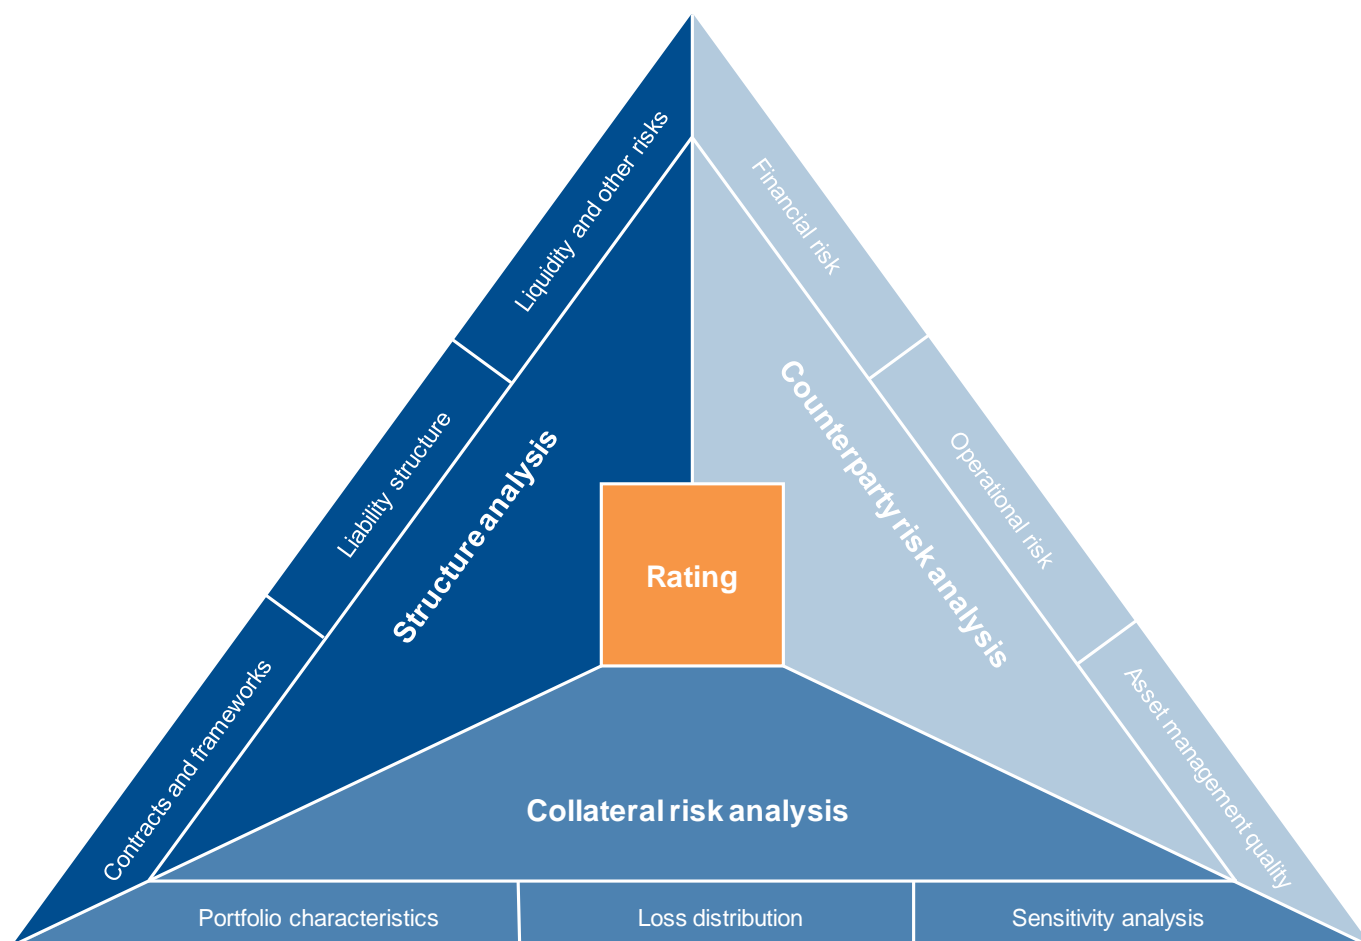 Liquidity and other risks
Liability structure
Contracts and frameworks
Structure analysis
Financial risk
Operational risk
Asset management quality
Counterparty risk analysis
Rating
Collateral risk analysis
Portfolio characteristics
Loss distribution
Sensitivity analysis